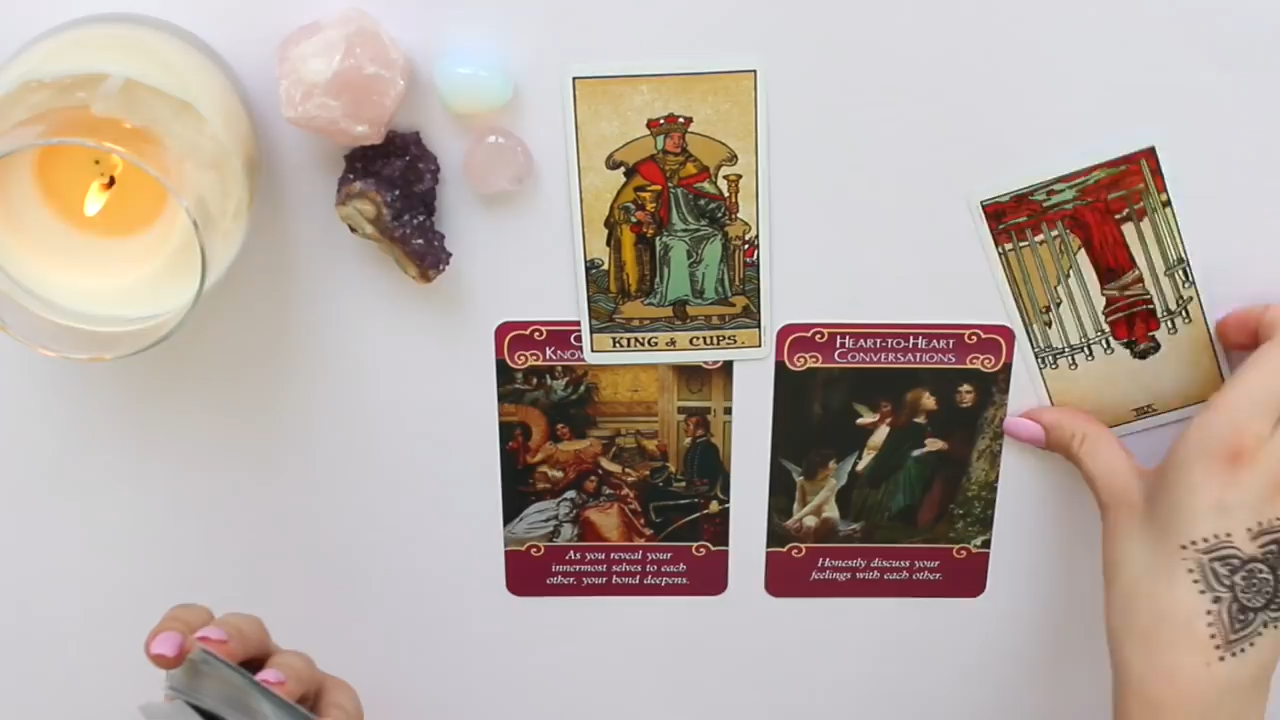 KING of CUPS.
HEART-TO-HEART
CONVERSATIONS
As you reveal your
innermost selves to each
other, your bond deepens.
Honestly discuss your
feelings with each other.
VIII